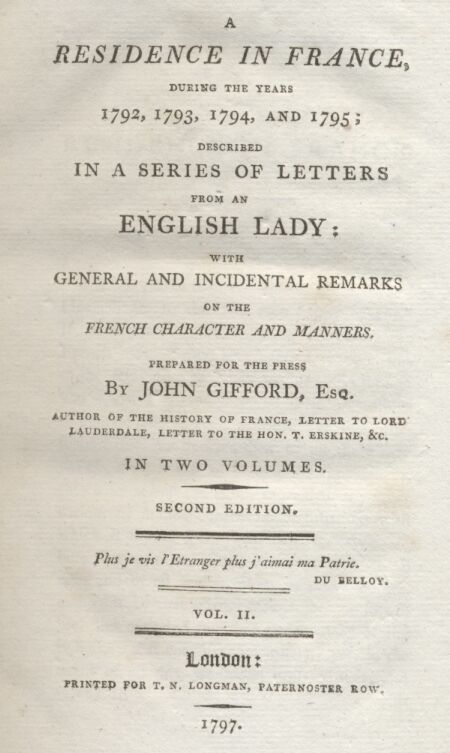 A
RESIDENCE IN FRANCE,
DURING THE YEARS
1792, 1793, 1794, AND 1795;
DESCRIBED
IN A SERIES OF LETTERS
FROM AN
ENGLISH LADY:
WITH
GENERAL AND INCIDENTAL REMARKS
ON THE
FRENCH CHARACTER AND MANNERS.
PREPARED FOR THE PRESS
By JOHN GIFFORD, Esq.
AUTHOR OF THE HISTORY OF FRANCE, LETTER TO LORD
LAUDERDALE, LETTER TO THE HON. T. ERSKINE, &c.
IN TWO VOLUMES.
SECOND EDITION.
Plus je vis l'Etranger plus j'aimai ma Patrie.
DU BELLOY.
VOL. II.
London:
PRINTED FOR T. N. LONGMAN, PATERNOSTER ROW.
1797.